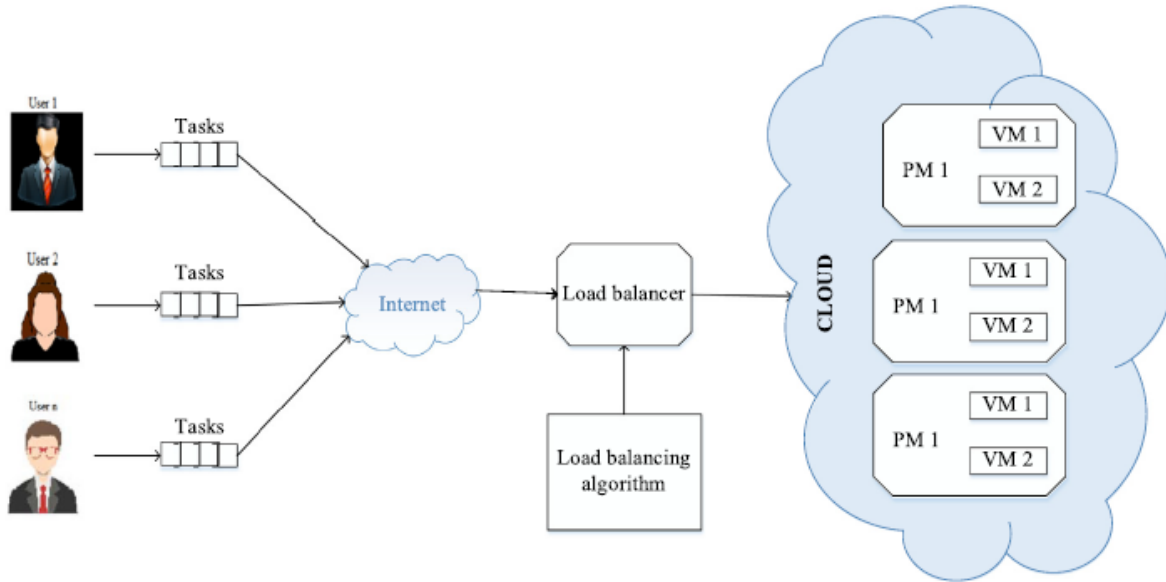 User 1
Tasks
User 2
Tasks
User n
Tasks
Internet
Load balancer
Load balancing
algorithm
CLOUD
PM 1
VM 1
VM 2
PM 1
VM 1
VM 2
PM 1
VM 1
VM 2